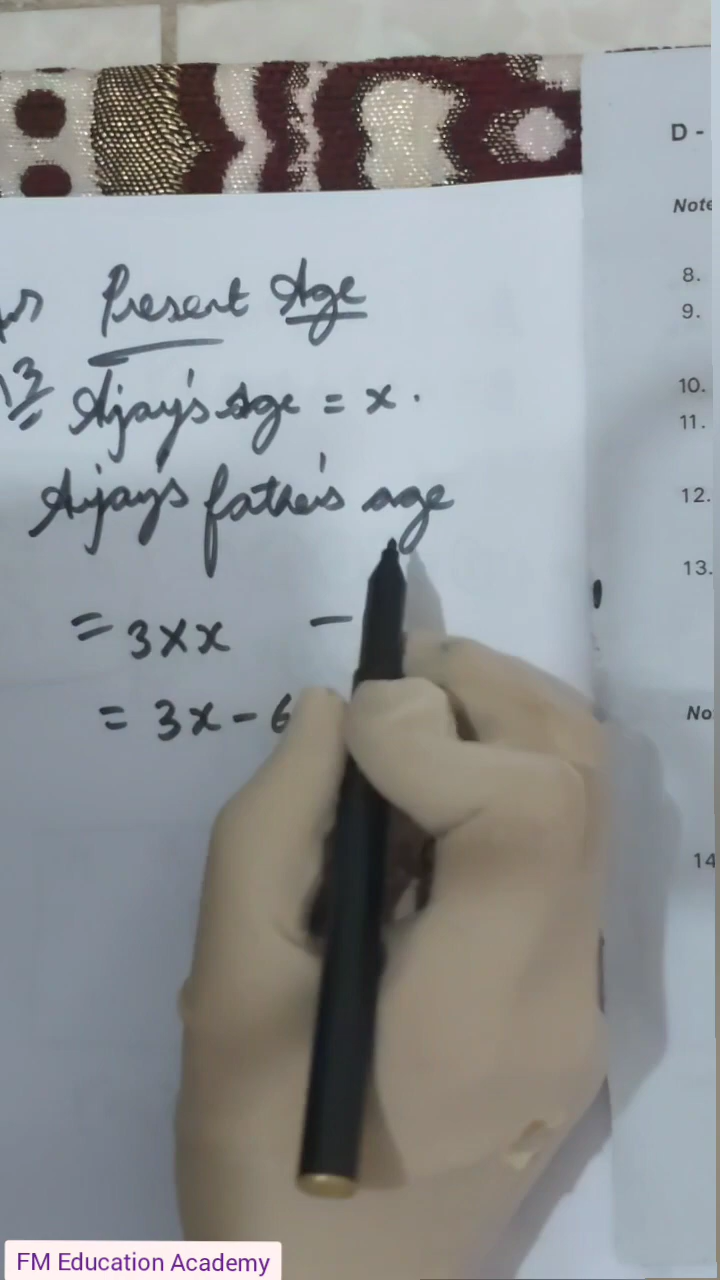 Present Age
Ajay's Age = x.
Ajay's father's age
= 3xx -
= 3x - 6
D -
Note
8.
9.
10.
11.
12.
13.
No
14
FM Education Academy